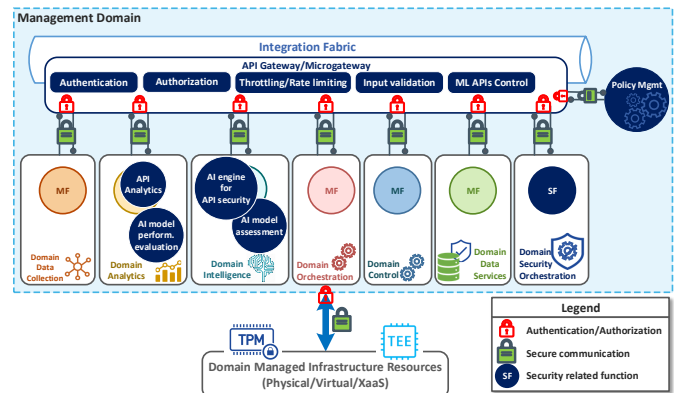 Management Domain
Integration Fabric
API Gateway/Microgateway
Authentication
Authorization
Throttling/Rate limiting
Input validation
ML APIs Control
Policy Mgmt
MF
API
Analytics
AI model
perform.
evaluation
AI engine
for
API security
AI model
assessment
MF
MF
MF
SF
Domain
Data
Collection
Domain
Analytics
Domain
Intelligence
Domain
Orchestration
Domain
Control
Domain
Data
Services
Domain
Security
Orchestration
TPM
TEE
Domain Managed Infrastructure Resources
(Physical/Virtual/XaaS)
Legend
Authentication/Authorization
Secure communication
SF
Security related function